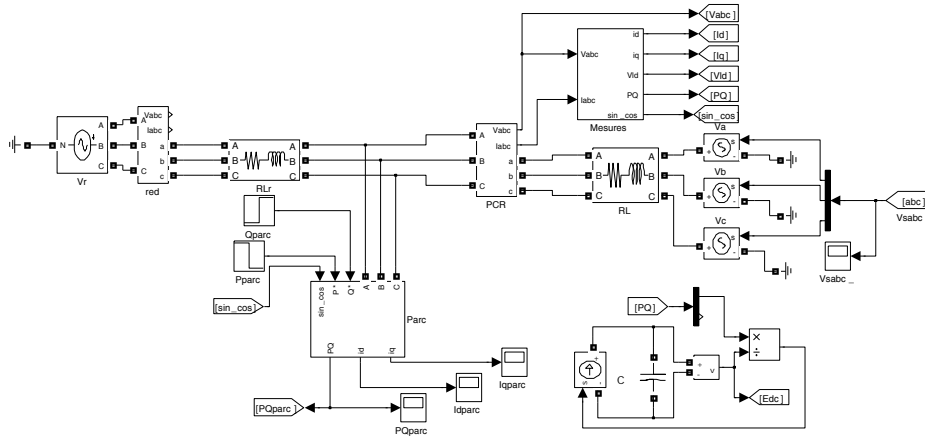 [Vabc]
id
[Id]
iq
[Iq]
Vabc
Vld
[Vld]
PQ
[PQ]
Iabc
sin_cos
[sin_cos]
Mesures
Vabc
Iabc
A
B
C
a
b
c
PCR
N
A
B
C
Vr
A
B
C
Vabc
Iabc
a
b
c
red
A
B
C
A
B
C
RLr
A
B
C
A
B
C
RL
Va
s
+
-
Vb
s
+
-
Vc
s
+
-
[abc]
Vsabc
Vsabc _
Qparc
Pparc
[sin_cos]
sin_cos
P*
Q*
A
B
C
Parc
PQ
id
iq
Iqparc
Idparc
[PQparc ]
PQparc
[PQ]
×
÷
s
+
-
C
+
-
v
[Edc]